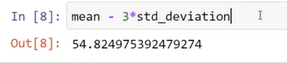 In [8]: mean - 3*std_deviation
Out[8]: 54.824975392479274